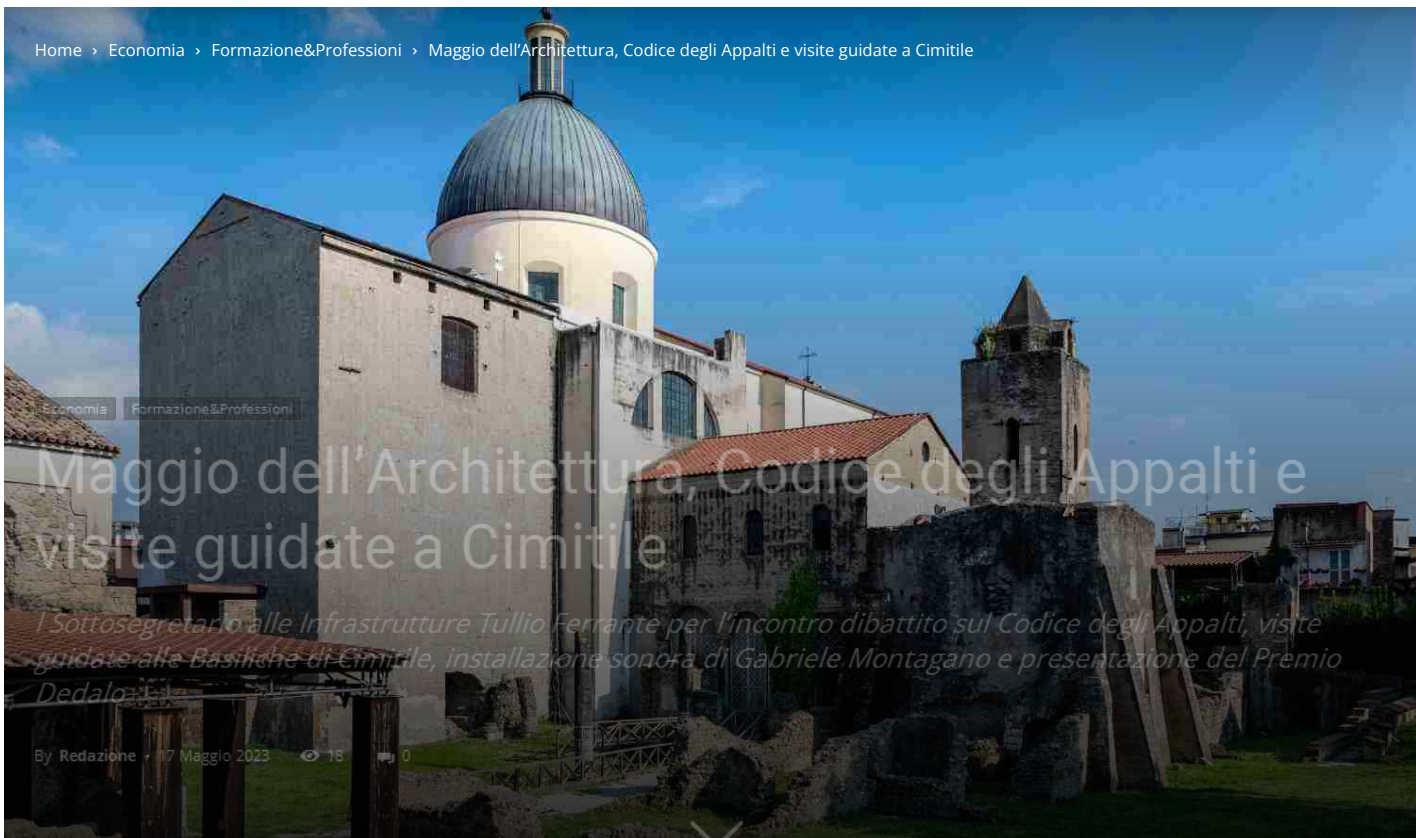 Home › Economia › Formazione&Professioni › Maggio dell'Architettura, Codice degli Appalti e visite guidate a Cimitile
Economia Formazione&Professioni
Maggio dell'Architettura, Codice degli Appalti e
visite guidate a Cimitile
l Sottosegretario alle Infrastrutture Tullio Ferrante per l'incontro dibattito sul Codice degli Appalti, visite
guidate alle Basiliche di Cimitile, installazione sonora di Gabriele Montagano e presentazione del Premio
Dedalo
By Redazione - 17 Maggio 2023 18 0